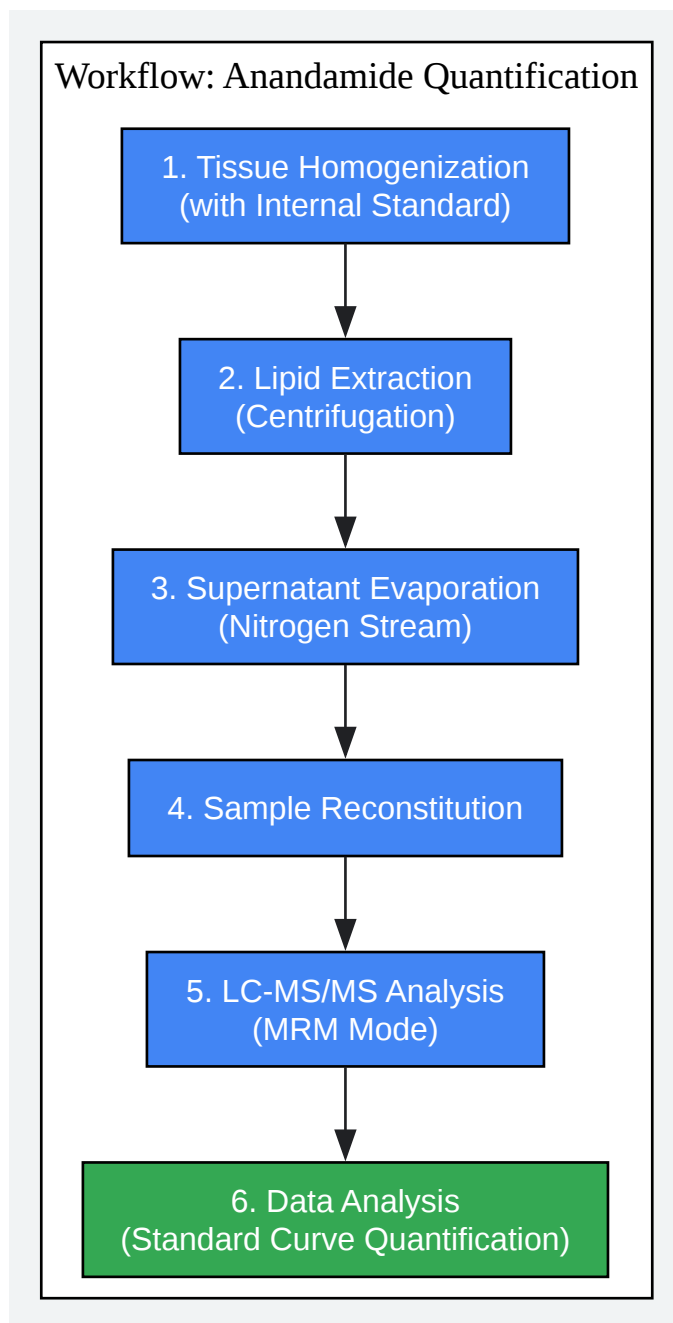 Workflow: Anandamide Quantification
1. Tissue Homogenization
(with Internal Standard)
2. Lipid Extraction
(Centrifugation)
3. Supernatant Evaporation
(Nitrogen Stream)
4. Sample Reconstitution
5. LC-MS/MS Analysis
(MRM Mode)
6. Data Analysis
(Standard Curve Quantification)